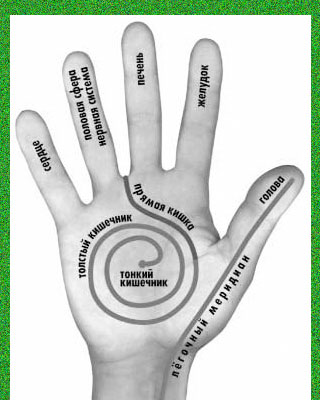 сердце
половая сфера
нервная система
печень
желудок
голова
прямая кишка
толстый кишечник
тонкий
кишечник
лёгочный меридиан